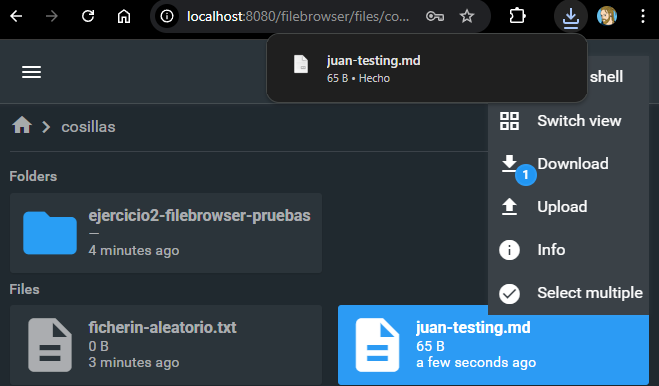 localhost:8080/filebrowser/files/co...
juan-testing.md
65 B • Hecho
shell
Switch view
Download
1
Upload
Info
Select multiple
cosillas
Folders
ejercicio2-filebrowser-pruebas
—
4 minutes ago
Files
ficherin-aleatorio.txt
0 B
3 minutes ago
juan-testing.md
65 B
a few seconds ago